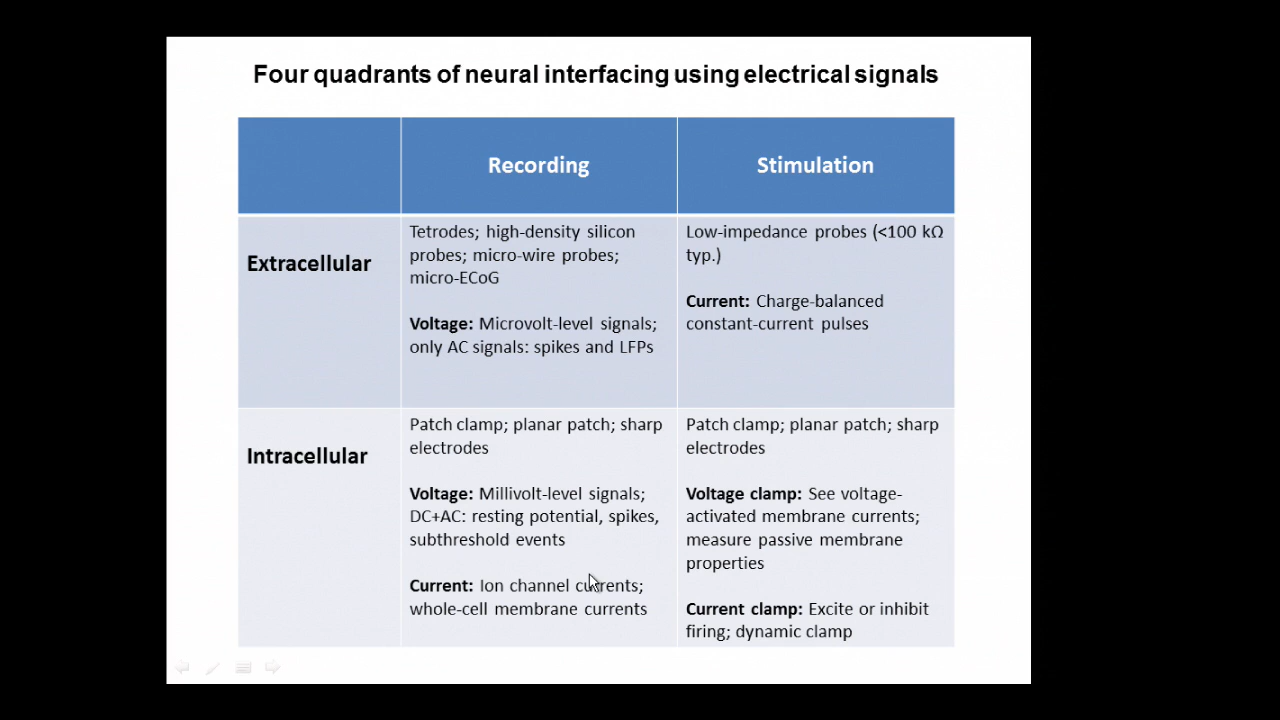 Four quadrants of neural interfacing using electrical signals
Recording
Stimulation
Extracellular
Tetrodes; high-density silicon
probes; micro-wire probes;
micro-ECoG
Voltage: Microvolt-level signals;
only AC signals: spikes and LFPs
Low-impedance probes (<100 kΩ
typ.)
Current: Charge-balanced
constant-current pulses
Intracellular
Patch clamp; planar patch; sharp
electrodes
Voltage: Millivolt-level signals;
DC+AC: resting potential, spikes,
subthreshold events
Current: Ion channel currents;
whole-cell membrane currents
Patch clamp; planar patch; sharp
electrodes
Voltage clamp: See voltage-
activated membrane currents;
measure passive membrane
properties
Current clamp: Excite or inhibit
firing; dynamic clamp